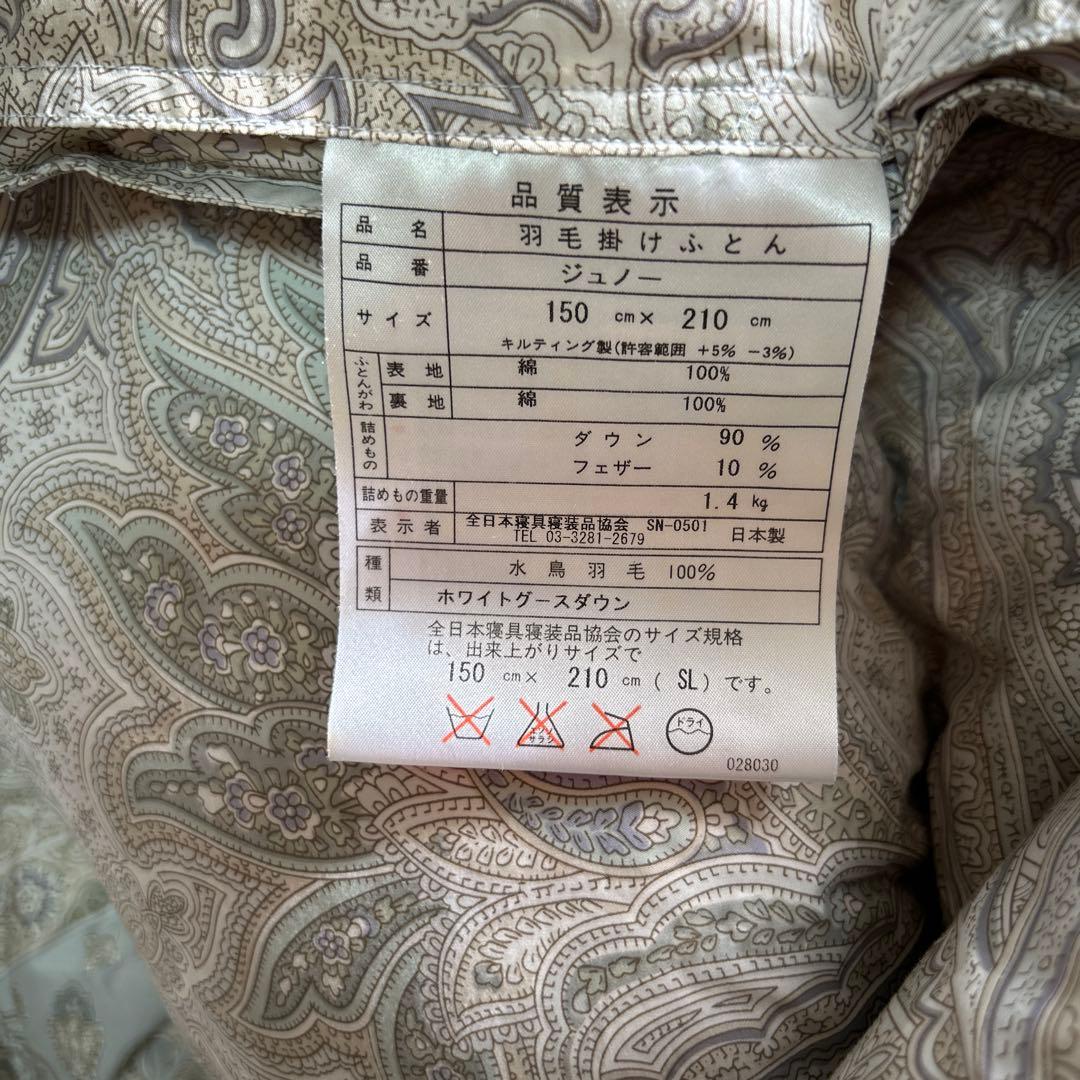 品質表示
品名 羽毛掛けふとん
品番 ジュノー
サイズ 150 cm× 210 cm
キルティング製(許容範囲 +5% -3%)
ふとんがわ 表地 綿 100%
裏地 綿 100%
詰めもの ダウン 90 %
フェザー 10 %
詰めもの重量 1.4 kg
表示者 全日本寝具寝装品協会 SN-0501 日本製
TEL 03-3281-2679
種類 水鳥羽毛 100%
ホワイトグースダウン
全日本寝具寝装品協会のサイズ規格
は、出来上がりサイズで
150 cm× 210 cm ( SL ) です。
エンソサラシ ドライ
028030